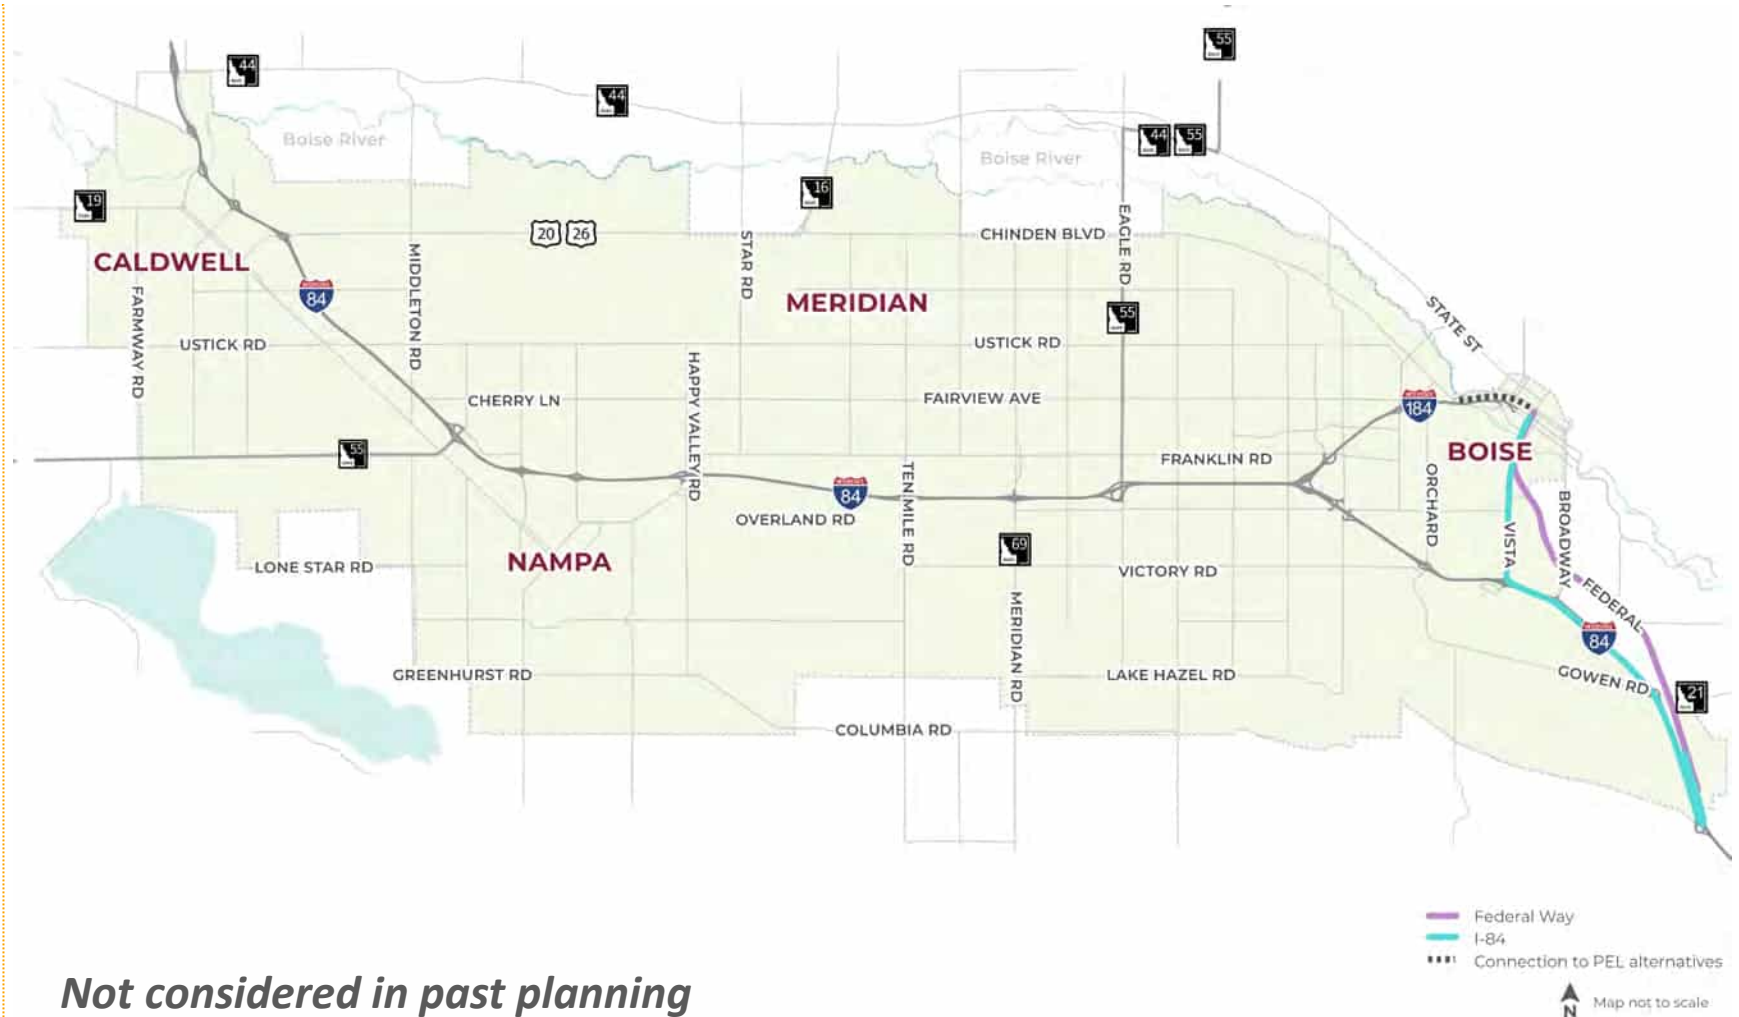 55
44
44
44 55
Boise River
Boise River
16
19
20 26
CHINDEN BLVD
EAGLE RD
STAR RD
MIDDLETON RD
CALDWELL
84
FARMWAY RD
MERIDIAN
55
STATE ST
USTICK RD
USTICK RD
HAPPY VALLEY RD
CHERRY LN
FAIRVIEW AVE
184
55
BOISE
FRANKLIN RD
ORCHARD
84
TEN MILE RD
OVERLAND RD
VISTA
BROADWAY
69
NAMPA
LONE STAR RD
VICTORY RD
FEDERAL
84
MERIDIAN RD
GREENHURST RD
LAKE HAZEL RD
GOWEN RD
21
COLUMBIA RD
Federal Way
I-84
Connection to PEL alternatives
Not considered in past planning
N
Map not to scale